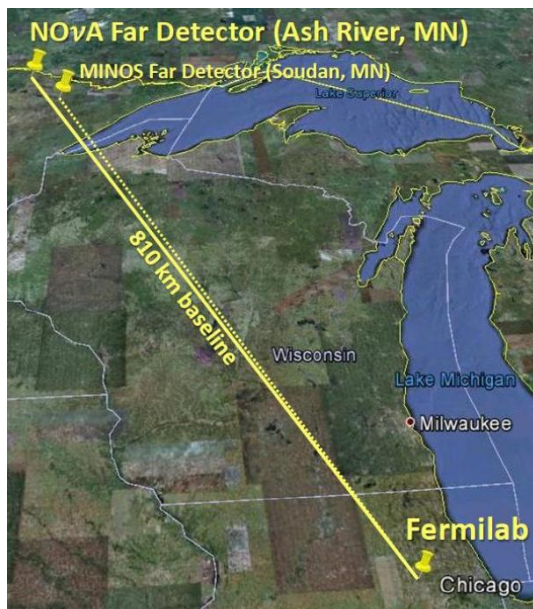 NOνA Far Detector (Ash River, MN)
MINOS Far Detector (Soudan, MN)
Lake Superior
810 km baseline
Wisconsin
Lake Michigan
Milwaukee
Fermilab
Chicago